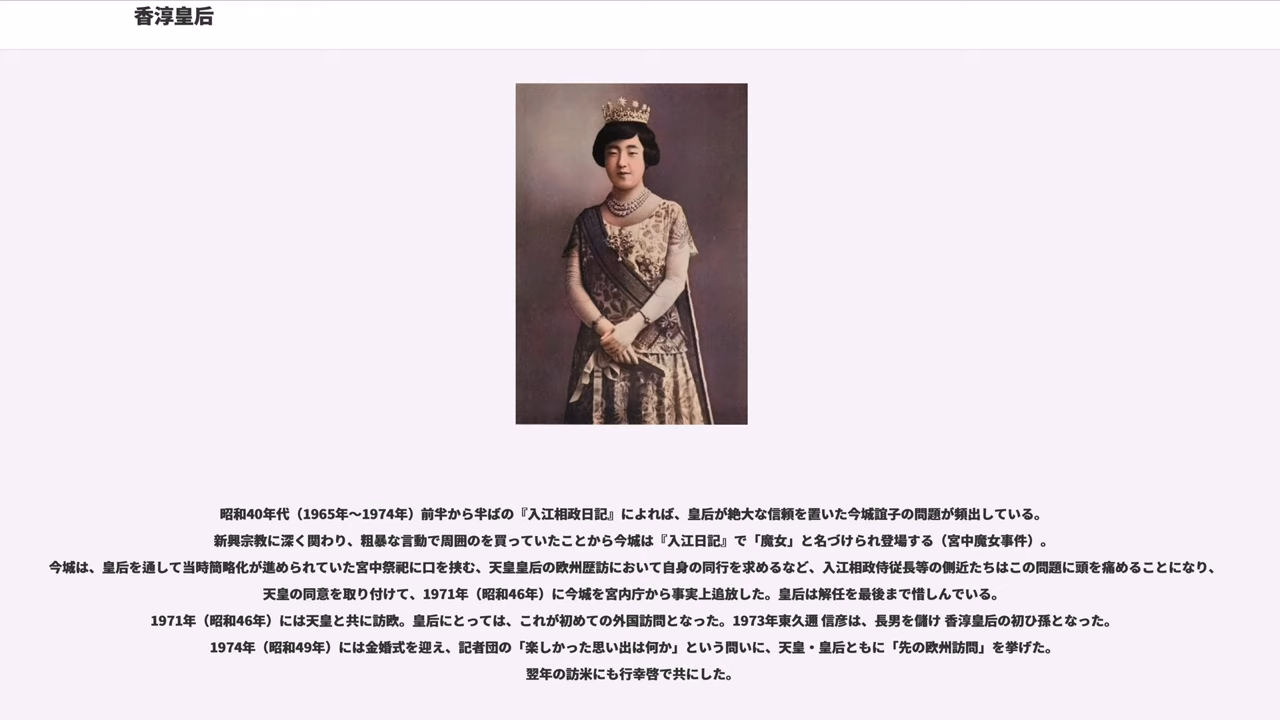 香淳皇后
昭和40年代（1965年〜1974年）前半から半ばの『入江相政日記』によれば、皇后が絶大な信頼を置いた今城誼子の問題が頻出している。
新興宗教に深く関わり、粗暴な言動で周囲のを買っていたことから今城は『入江日記』で「魔女」と名づけられ登場する（宮中魔女事件）。
今城は、皇后を通して当時簡略化が進められていた宮中祭祀に口を挟む、天皇皇后の欧州歴訪において自身の同行を求めるなど、入江相政侍従長等の側近たちはこの問題に頭を痛めることになり、
天皇の同意を取り付けて、1971年（昭和46年）に今城を宮内庁から事実上追放した。皇后は解任を最後まで惜しんでいる。
1971年（昭和46年）には天皇と共に訪欧。皇后にとっては、これが初めての外国訪問となった。1973年東久邇 信彦は、長男を儲け 香淳皇后の初ひ孫となった。
1974年（昭和49年）には金婚式を迎え、記者団の「楽しかった思い出は何か」という問いに、天皇・皇后ともに「先の欧州訪問」を挙げた。
翌年の訪米にも行幸啓で共にした。